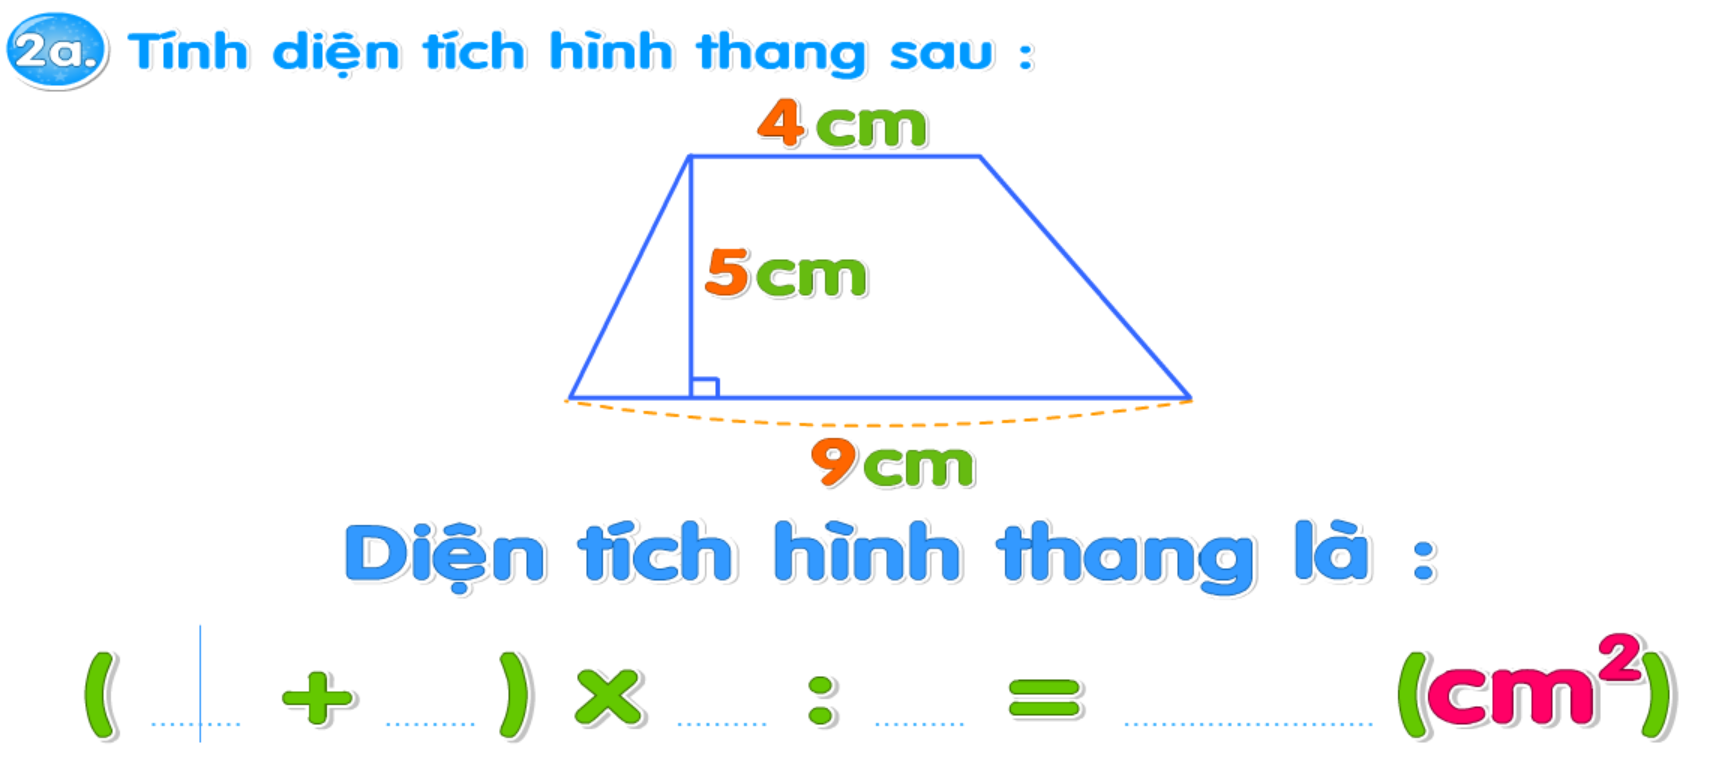 2a. Tính diện tích hình thang sau :
4 cm
5 cm
9 cm
Diện tích hình thang là :
( ........ + ........ ) × ........ : ........ = ...................... (cm²)